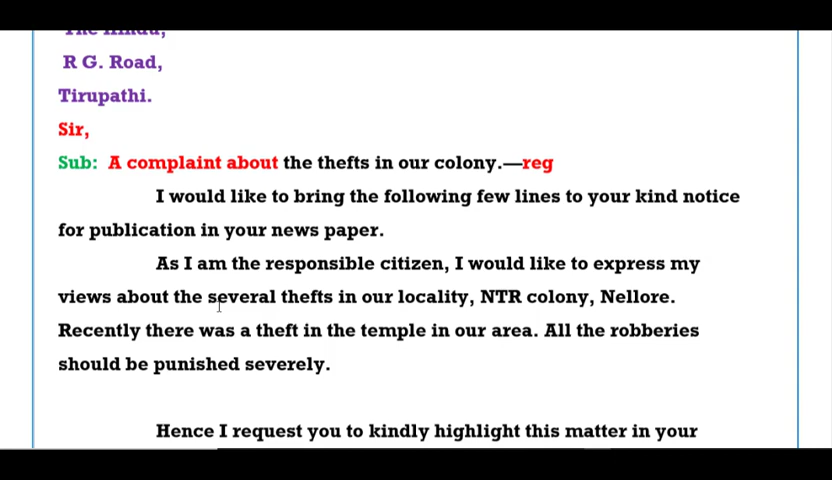 The Hindu,
R G. Road,
Tirupathi.
Sir,
Sub: A complaint about the thefts in our colony.—reg
I would like to bring the following few lines to your kind notice
for publication in your news paper.
As I am the responsible citizen, I would like to express my
views about the several thefts in our locality, NTR colony, Nellore.
Recently there was a theft in the temple in our area. All the robberies
should be punished severely.
Hence I request you to kindly highlight this matter in your